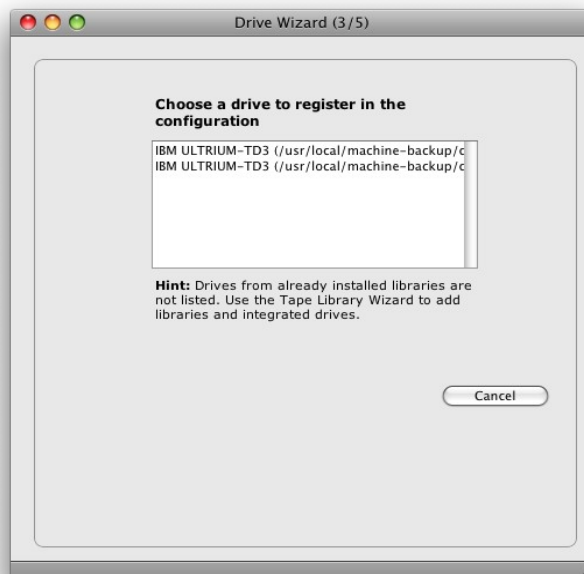 Drive Wizard (3/5)
Choose a drive to register in the
configuration
IBM ULTRIUM-TD3 (/usr/local/machine-backup/c
IBM ULTRIUM-TD3 (/usr/local/machine-backup/c
Hint: Drives from already installed libraries are
not listed. Use the Tape Library Wizard to add
libraries and integrated drives.
Cancel